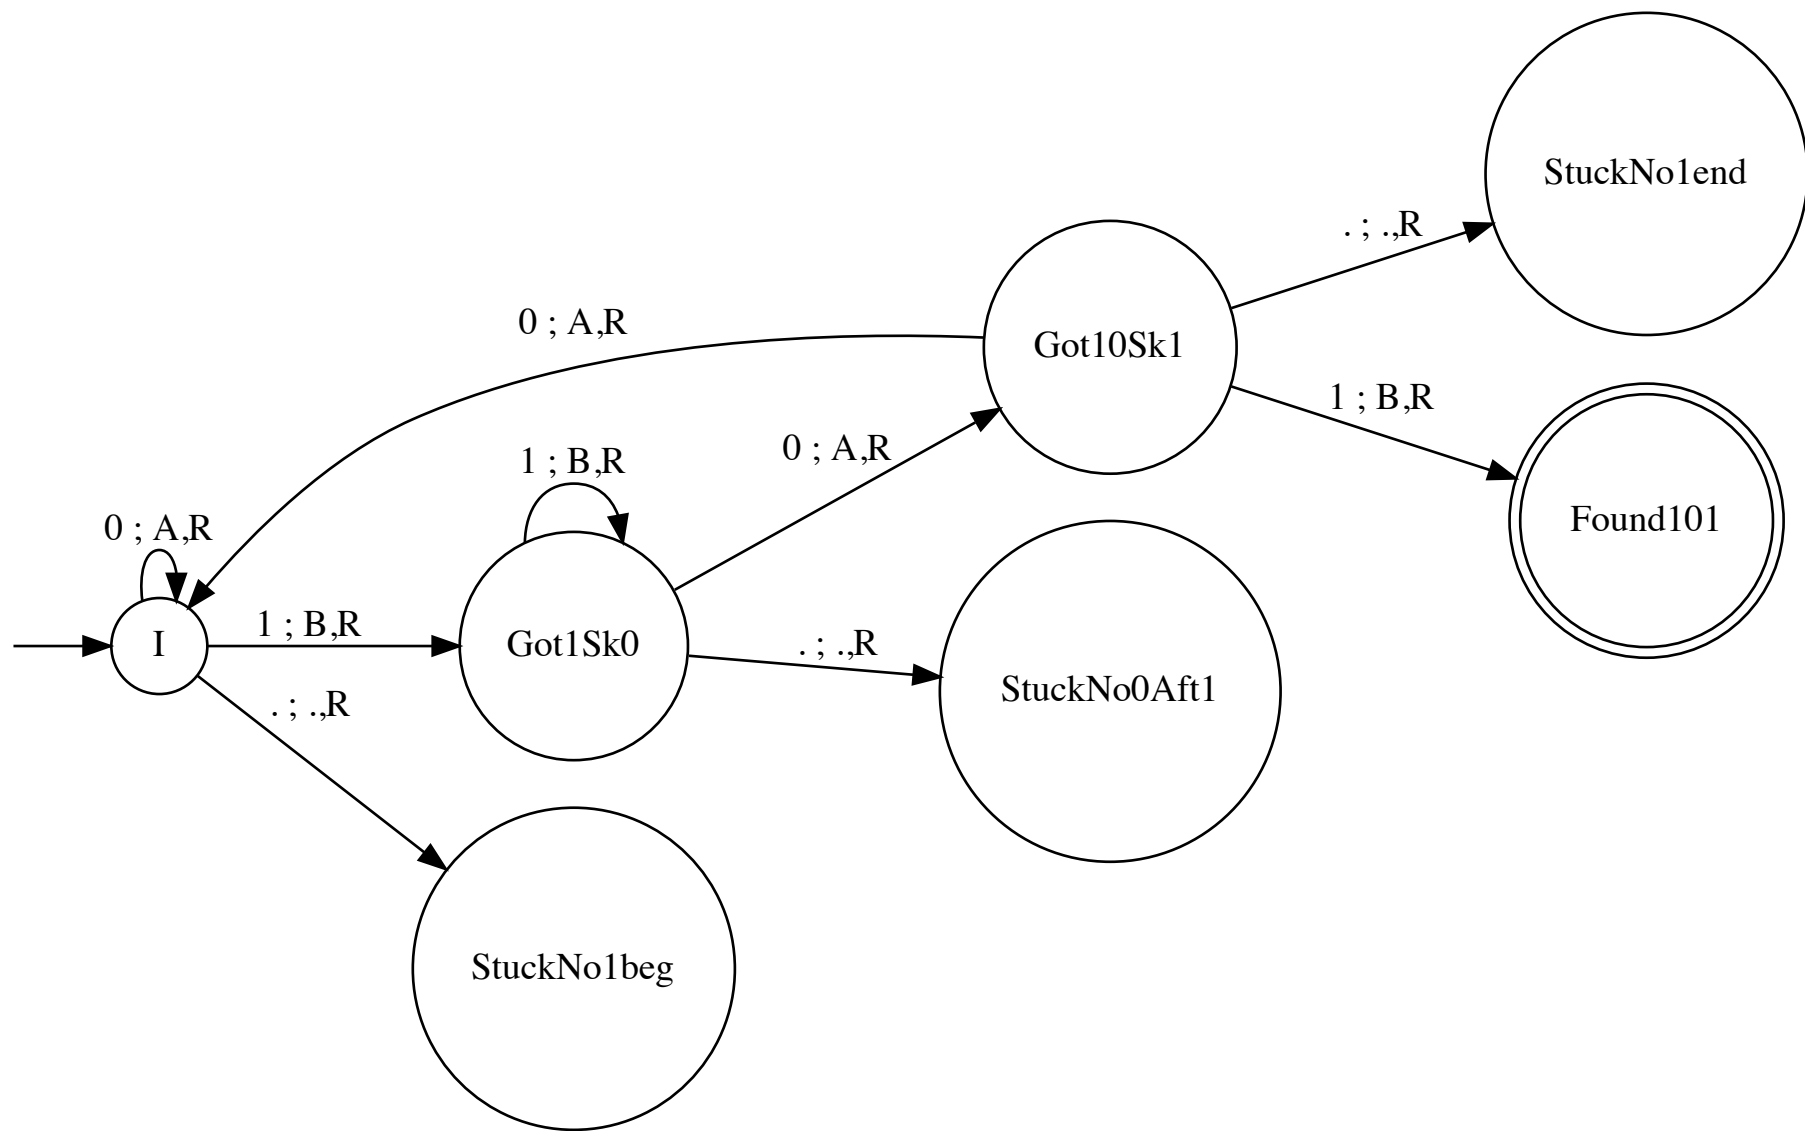 StuckNo1end
. ; .,R
0 ; A,R
Got10Sk1
1 ; B,R
0 ; A,R
1 ; B,R
Found101
0 ; A,R
I
1 ; B,R
Got1Sk0
. ; .,R
StuckNo0Aft1
. ; .,R
StuckNo1beg